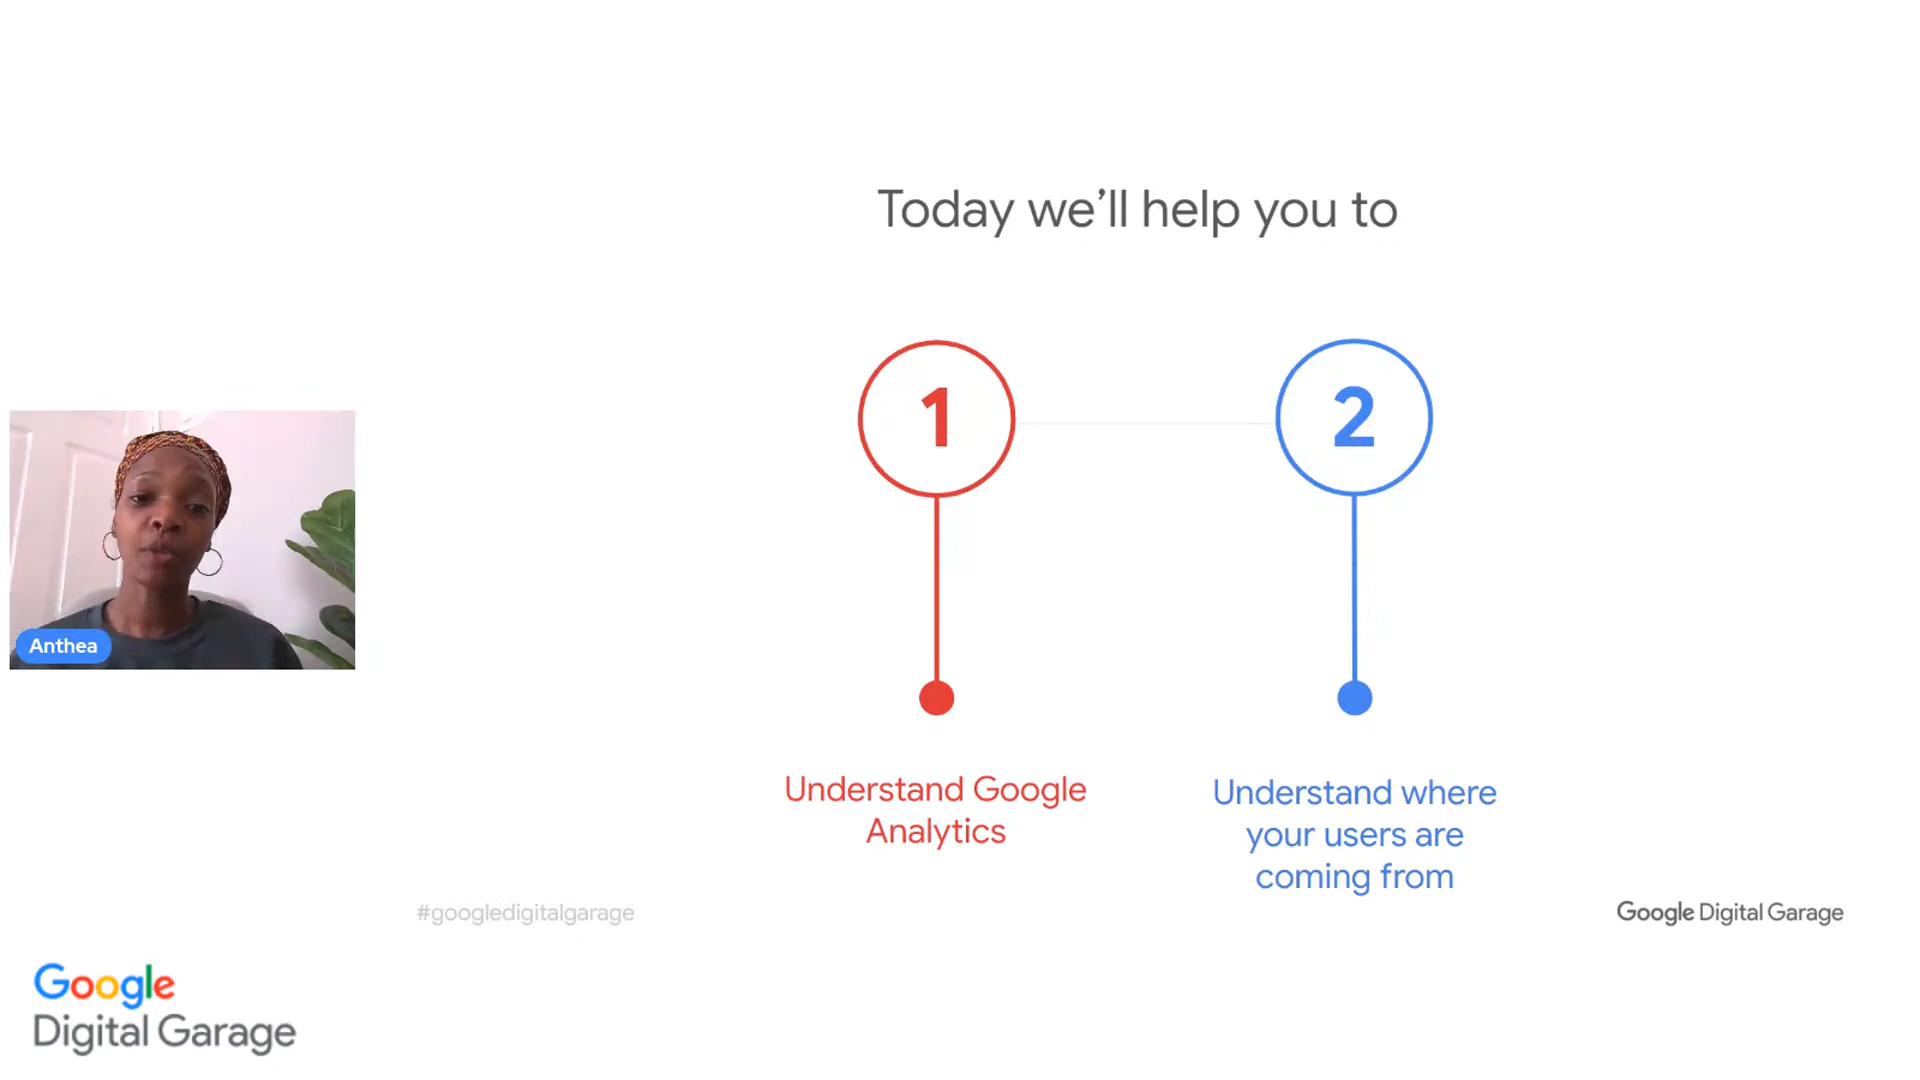 Today we’ll help you to
1
2
Anthea
Understand Google
Analytics
Understand where
your users are
coming from
#googledigitalgarage
Google Digital Garage
Google
Digital Garage